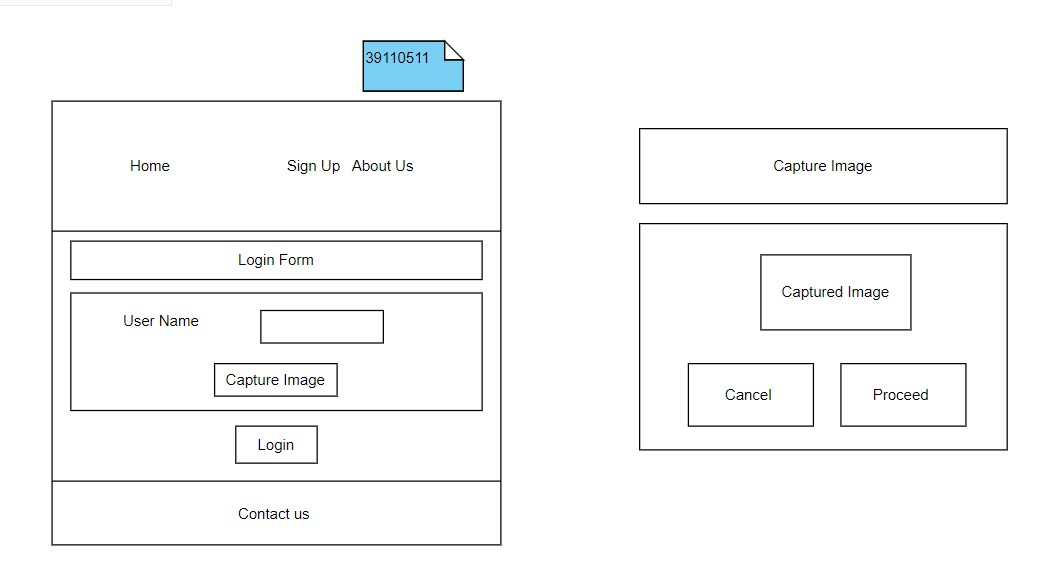 39110511
Home Sign Up About Us
Login Form
User Name
Capture Image
Login
Contact us
Capture Image
Captured Image
Cancel Proceed